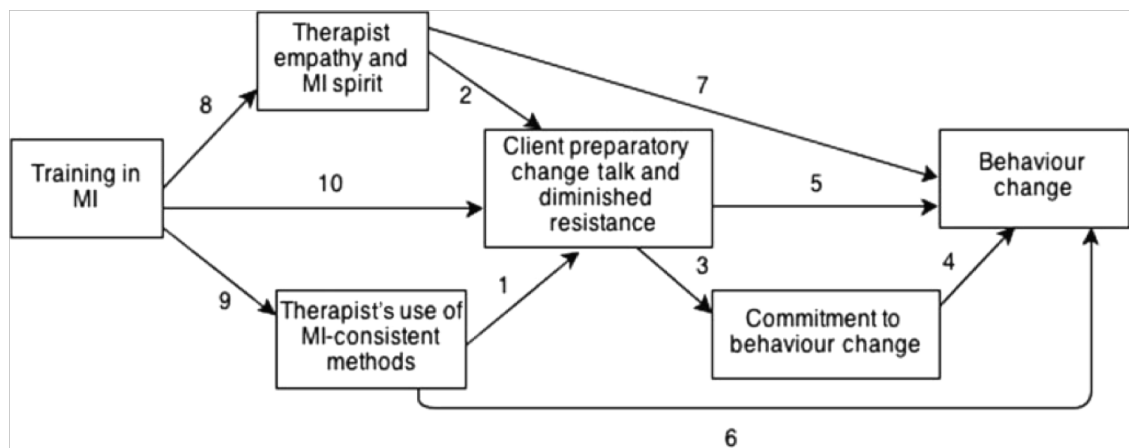 Therapist
empathy and
MI spirit
7
2
8
Client preparatory
change talk and
diminished
resistance
Behaviour
change
Training in
MI
10
5
3
4
1
9
Therapist's use of
MI-consistent
methods
Commitment to
behaviour change
6